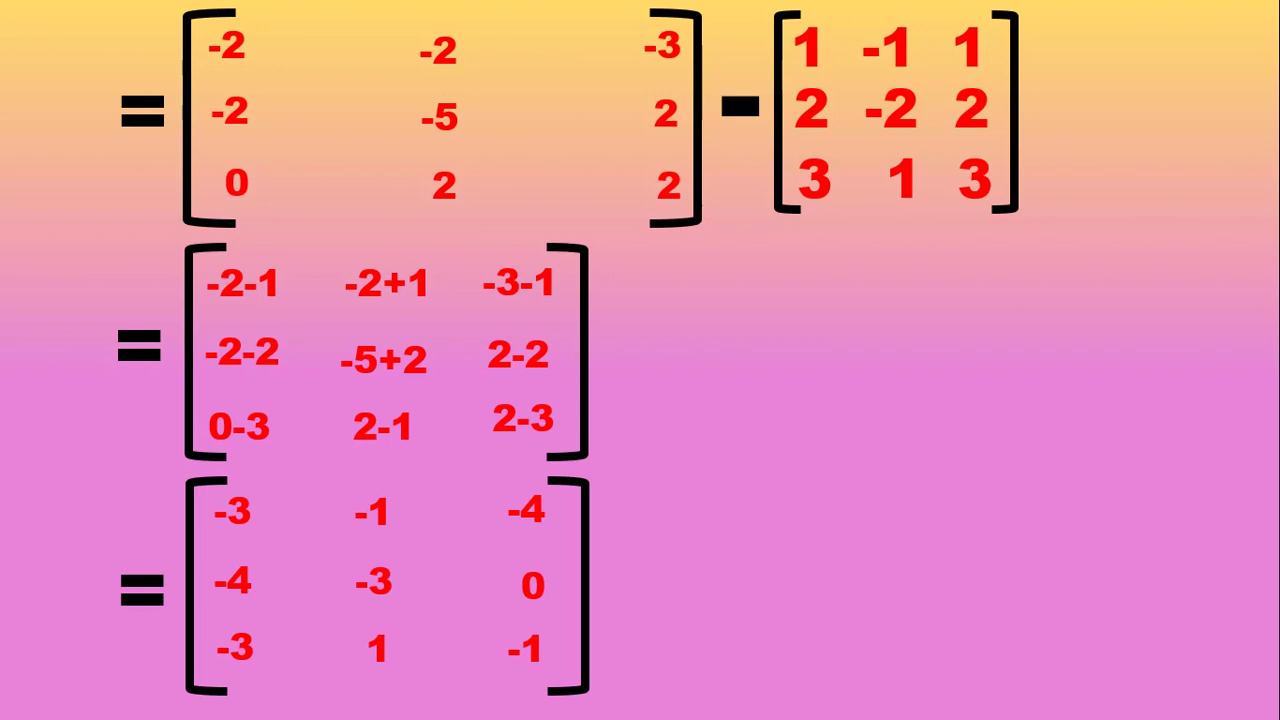 = [ -2 -2 -3 ] - [ 1 -1 1 ]
-2 -5 2 2 -2 2
0 2 2 3 1 3
= [ -2-1 -2+1 -3-1 ]
-2-2 -5+2 2-2
0-3 2-1 2-3
= [ -3 -1 -4 ]
-4 -3 0
-3 1 -1